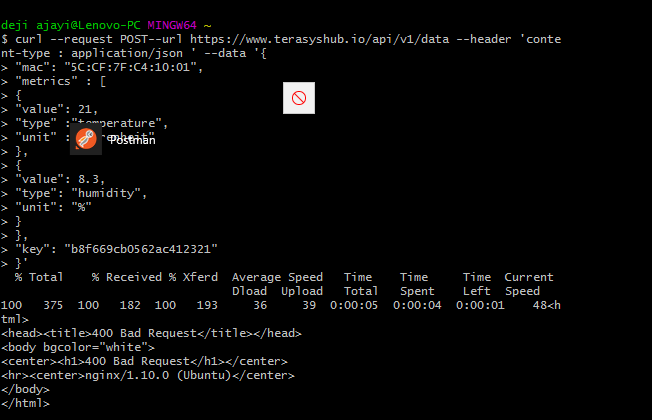 deji ajayi@Lenovo-PC MINGW64 ~
$ curl --request POST--url https://www.terasyshub.io/api/v1/data --header 'conte
nt-type : application/json ' --data '{
> "mac": "5C:CF:7F:C4:10:01",
> "metrics" : [
> {
> "value": 21,
> "type" :"temperature",
> "unit" : renheit"
Postman
> },
> {
> "value": 8.3,
> "type": "humidity",
> "unit": "%"
> }
> },
> "key": "b8f669cb0562ac412321"
> }'
% Total % Received % Xferd Average Speed Time Time Time Current
Dload Upload Total Spent Left Speed
100 375 100 182 100 193 36 39 0:00:05 0:00:04 0:00:01 48<h
tml>
<head><title>400 Bad Request</title></head>
<body bgcolor="white">
<center><h1>400 Bad Request</h1></center>
<hr><center>nginx/1.10.0 (Ubuntu)</center>
</body>
</html>